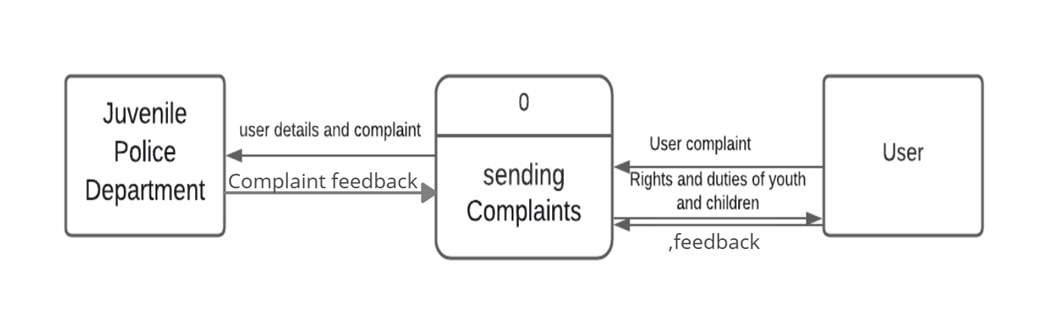 Juvenile
Police
Department
user details and complaint
Complaint feedback
0
sending
Complaints
User complaint
Rights and duties of youth
and children
,feedback
User